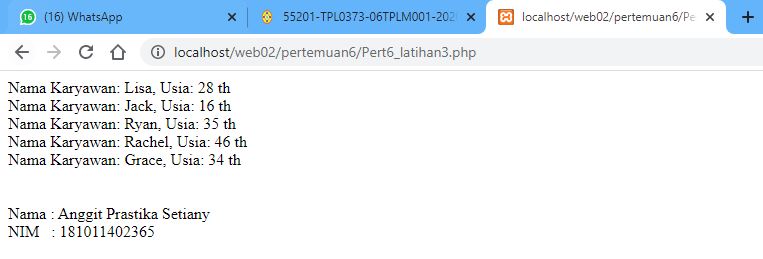 16
(16) WhatsApp
55201-TPL0373-06TPLM001-202
localhost/web02/pertemuan6/Pe
localhost/web02/pertemuan6/Pert6_latihan3.php
Nama Karyawan: Lisa, Usia: 28 th
Nama Karyawan: Jack, Usia: 16 th
Nama Karyawan: Ryan, Usia: 35 th
Nama Karyawan: Rachel, Usia: 46 th
Nama Karyawan: Grace, Usia: 34 th
Nama : Anggit Prastika Setiany
NIM : 181011402365